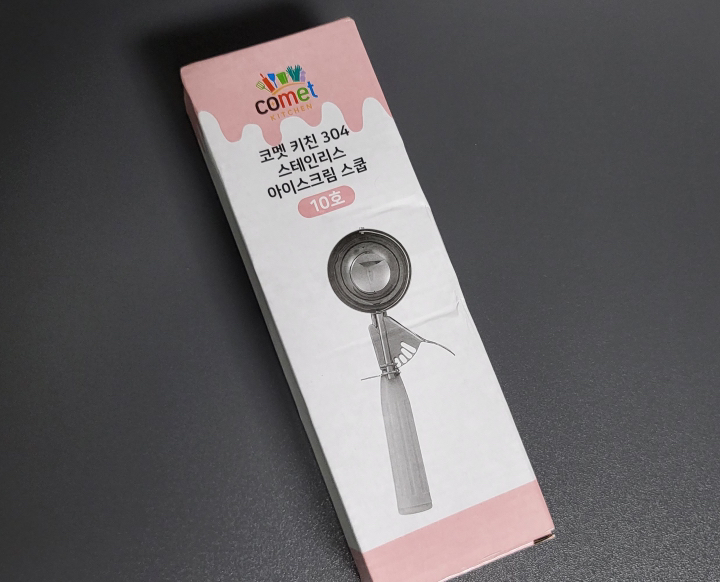 comet
KITCHEN
코멧 키친 304
스테인리스
아이스크림 스쿱
10호